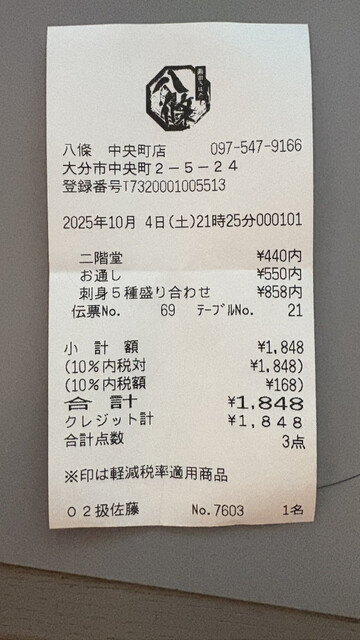 八條
八條 中央町店 097-547-9166
大分市中央町2-5-24
登録番号T7320001005513
2025年10月 4日(土)21時25分000101
二階堂 ¥440内
お通し ¥550内
刺身5種盛り合わせ ¥858内
伝票No. 69 テーブルNo. 21
小計額 ¥1,848
(10%内税対 ¥1,848)
(10%内税額 ¥168)
合計 ¥1,848
クレジット計 ¥1,848
合計点数 3点
※印は軽減税率適用商品
02扱佐藤 No.7603 1名